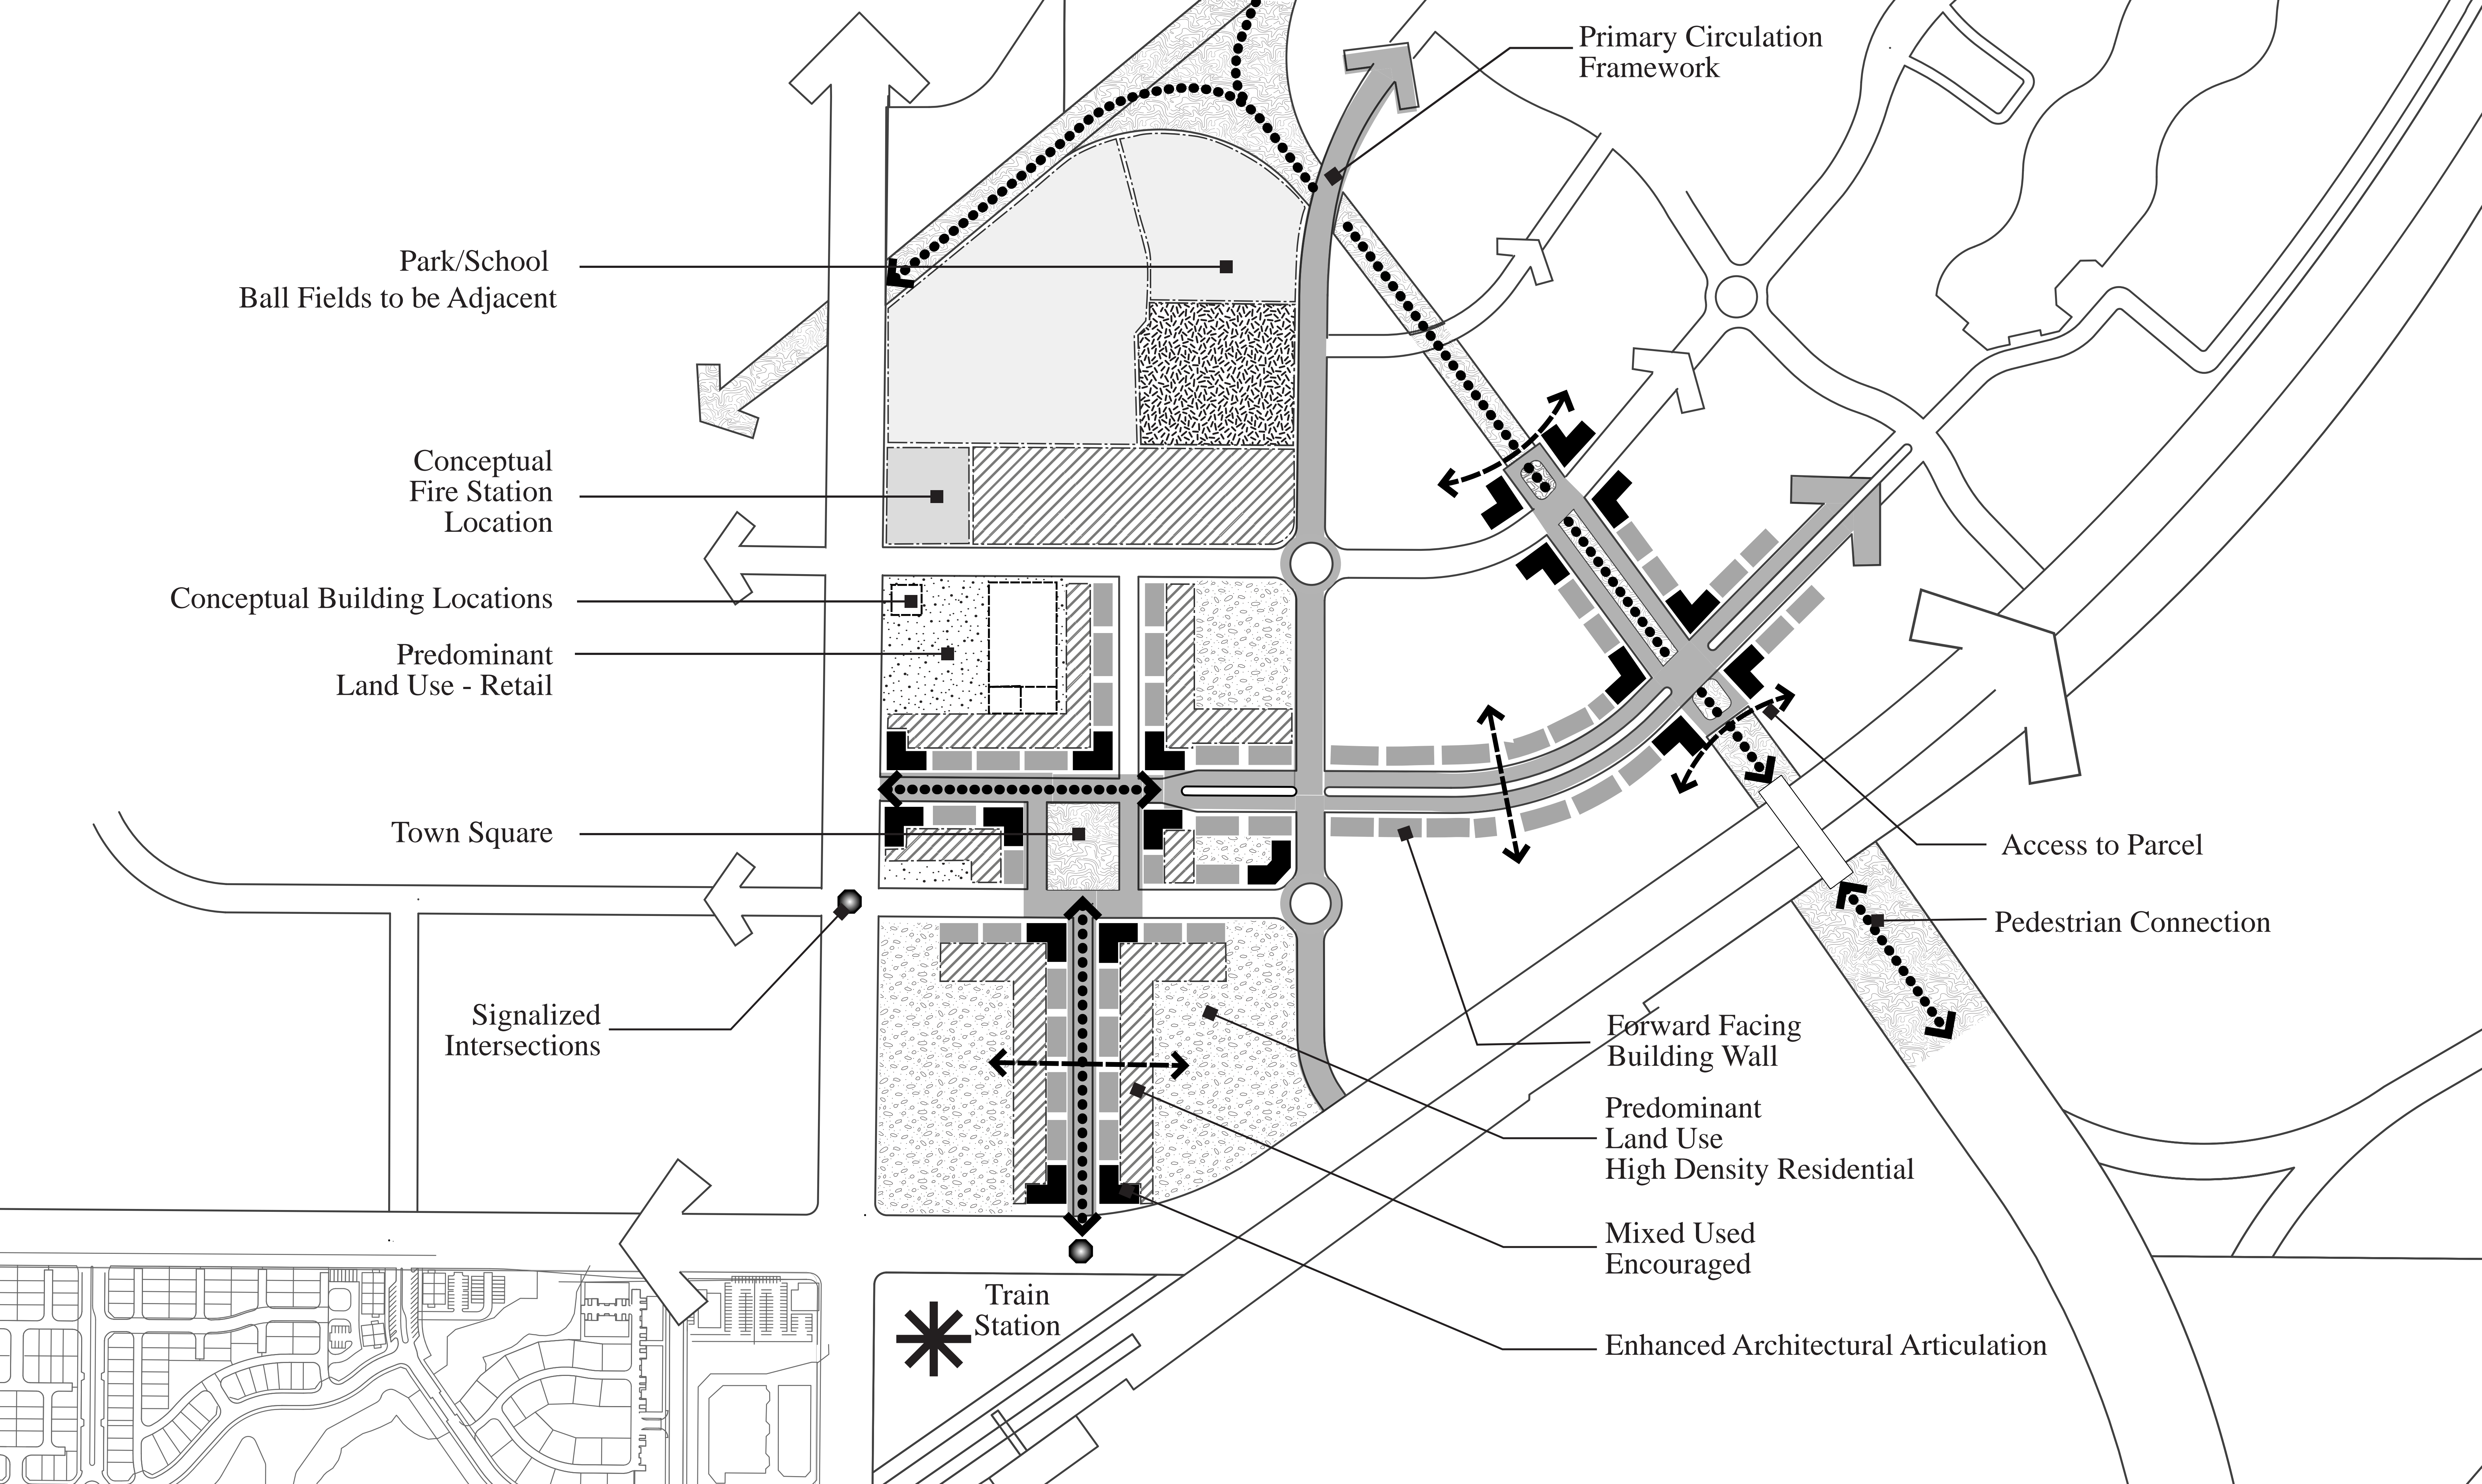 Primary Circulation
Framework
Park/School
Ball Fields to be Adjacent
Conceptual
Fire Station
Location
Conceptual Building Locations
Predominant
Land Use - Retail
Town Square
Access to Parcel
Pedestrian Connection
Signalized
Intersections
Forward Facing
Building Wall
Predominant
Land Use
High Density Residential
Mixed Used
Encouraged
Train
Station
Enhanced Architectural Articulation